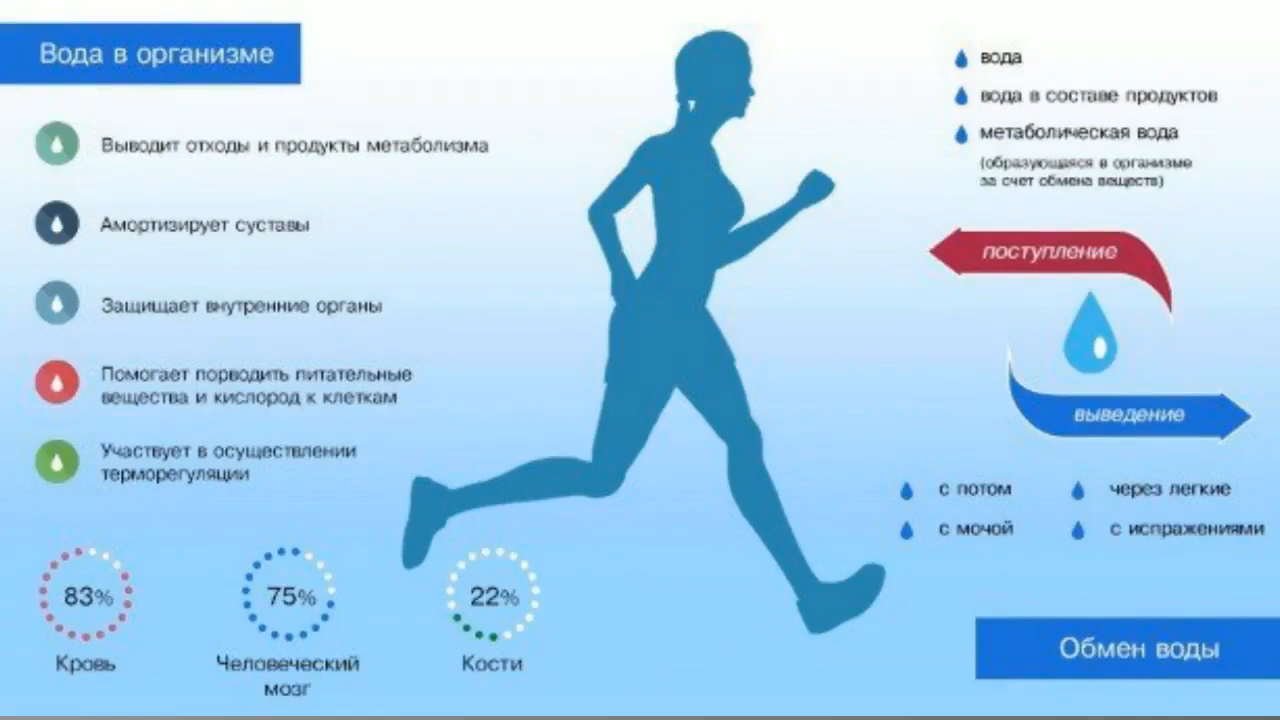 Вода в организме
Выводит отходы и продукты метаболизма
Амортизирует суставы
Защищает внутренние органы
Помогает порводить питательные
вещества и кислород к клеткам
Участвует в осуществлении
терморегуляции
83%
Кровь
75%
Человеческий
мозг
22%
Кости
вода
вода в составе продуктов
метаболическая вода
(образующаяся в организме
за счет обмена веществ)
поступление
выведение
с потом
через легкие
с мочой
с испражениями
Обмен воды